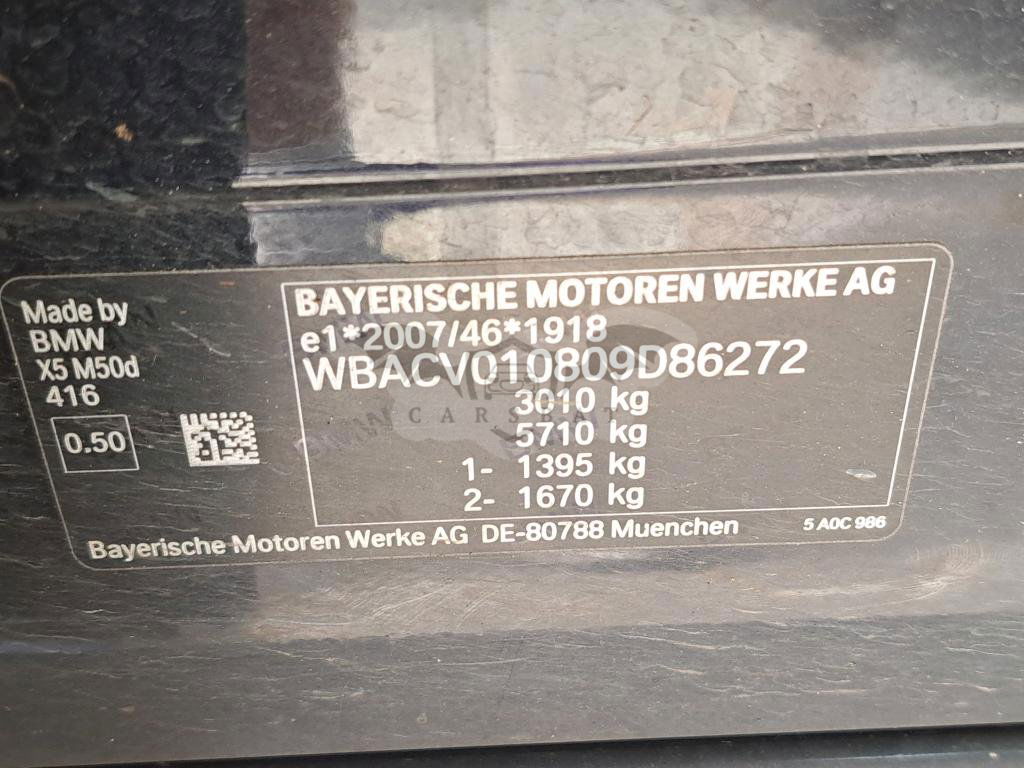 Made by
BMW
X5 M50d
416
0.50
BAYERISCHE MOTOREN WERKE AG
e1*2007/46*1918
WBACV010809D86272
3010 kg
5710 kg
1- 1395 kg
2- 1670 kg
Bayerische Motoren Werke AG DE-80788 Muenchen
5 A0C 986
CARSBAT